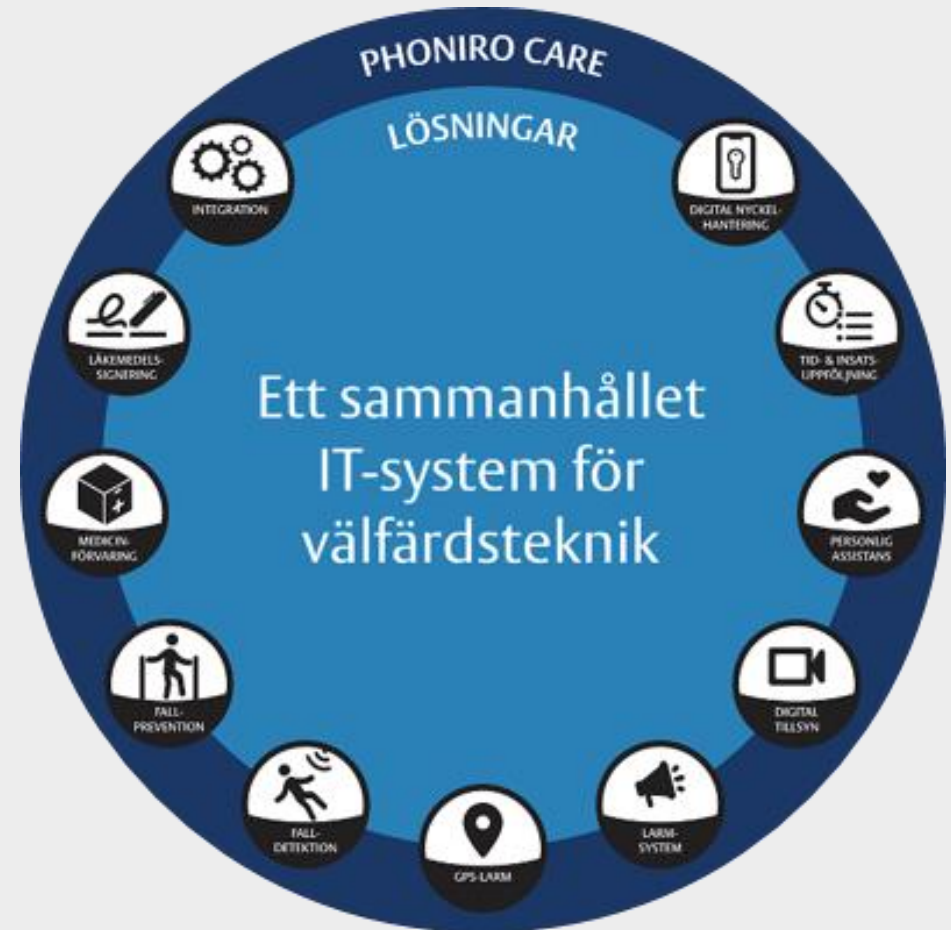 PHONIRO CARE
LÖSNINGAR
INTEGRATION
DIGITAL NYCKEL-
HANTERING
LÄKEMEDELS-
SIGNERING
TID- & INSATS-
UPPFÖLJNING
Ett sammanhållet
IT-system för
välfärdsteknik
MEDICIN-
FÖRVARING
PERSONLIG
ASSISTANS
FALL-
PREVENTION
DIGITAL
TILLSYN
FALL-
DETEKTION
LARM-
SYSTEM
GPS-LARM